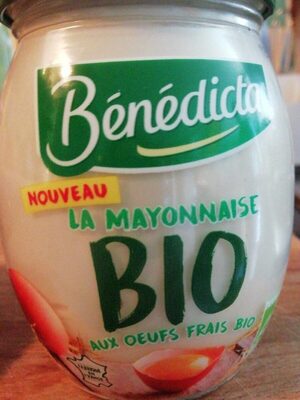 Bénédicta
NOUVEAU
LA MAYONNAISE
BIO
AUX OEUFS FRAIS BIO